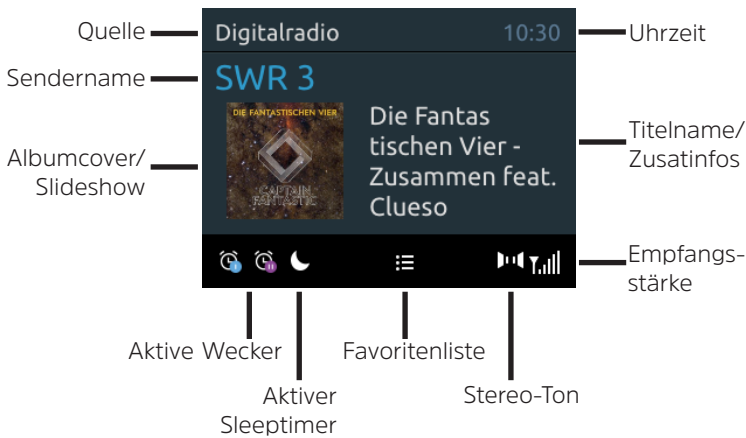 Quelle
Digitalradio
10:30
Uhrzeit
Sendername
SWR 3
DIE FANTASTISCHEN VIER
CAPTAIN
FANTASTIC
Albumcover/
Slideshow
Die Fantas
tischen Vier -
Zusammen feat.
Clueso
Titelname/
Zusatinfos
Empfangs-
stärke
Aktive Wecker
Favoritenliste
Aktiver
Sleeptimer
Stereo-Ton